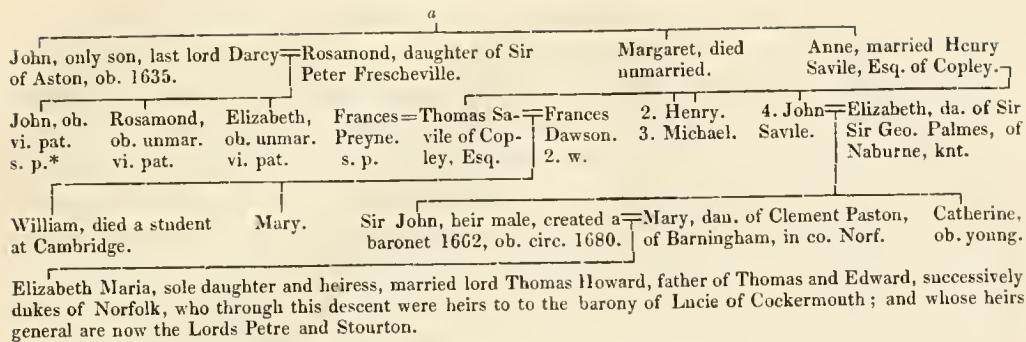 a
John, only son, last lord Darcy=Rosamond, daughter of Sir
of Aston, ob. 1635.
Peter Frescheville.
Margaret, died
unmarried.
Anne, married Henry
Savile, Esq. of Copley.
John, ob.
vi. pat.
s. p.*
Rosamond,
ob. unmar.
vi. pat.
Elizabeth,
ob. unmar.
vi. pat.
Frances=
Preyne.
s. p.
Thomas Sa-
vile of Cop-
ley, Esq.
=Frances
Dawson.
2. w.
2. Henry.
3. Michael.
4. John
Savile.
=Elizabeth, da. of Sir
Sir Geo. Palmes, of
Naburne, knt.
William, died a student
at Cambridge.
Mary.
Sir John, heir male, created a
baronet 1662, ob. circ. 1680.
=Mary, dau. of Clement Paston,
of Barningham, in co. Norf.
Catherine,
ob. young.
Elizabeth Maria, sole daughter and heiress, married lord Thomas Howard, father of Thomas and Edward, successively
dukes of Norfolk, who through this descent were heirs to to the barony of Lucie of Cockermouth; and whose heirs
general are now the Lords Petre and Stourton.